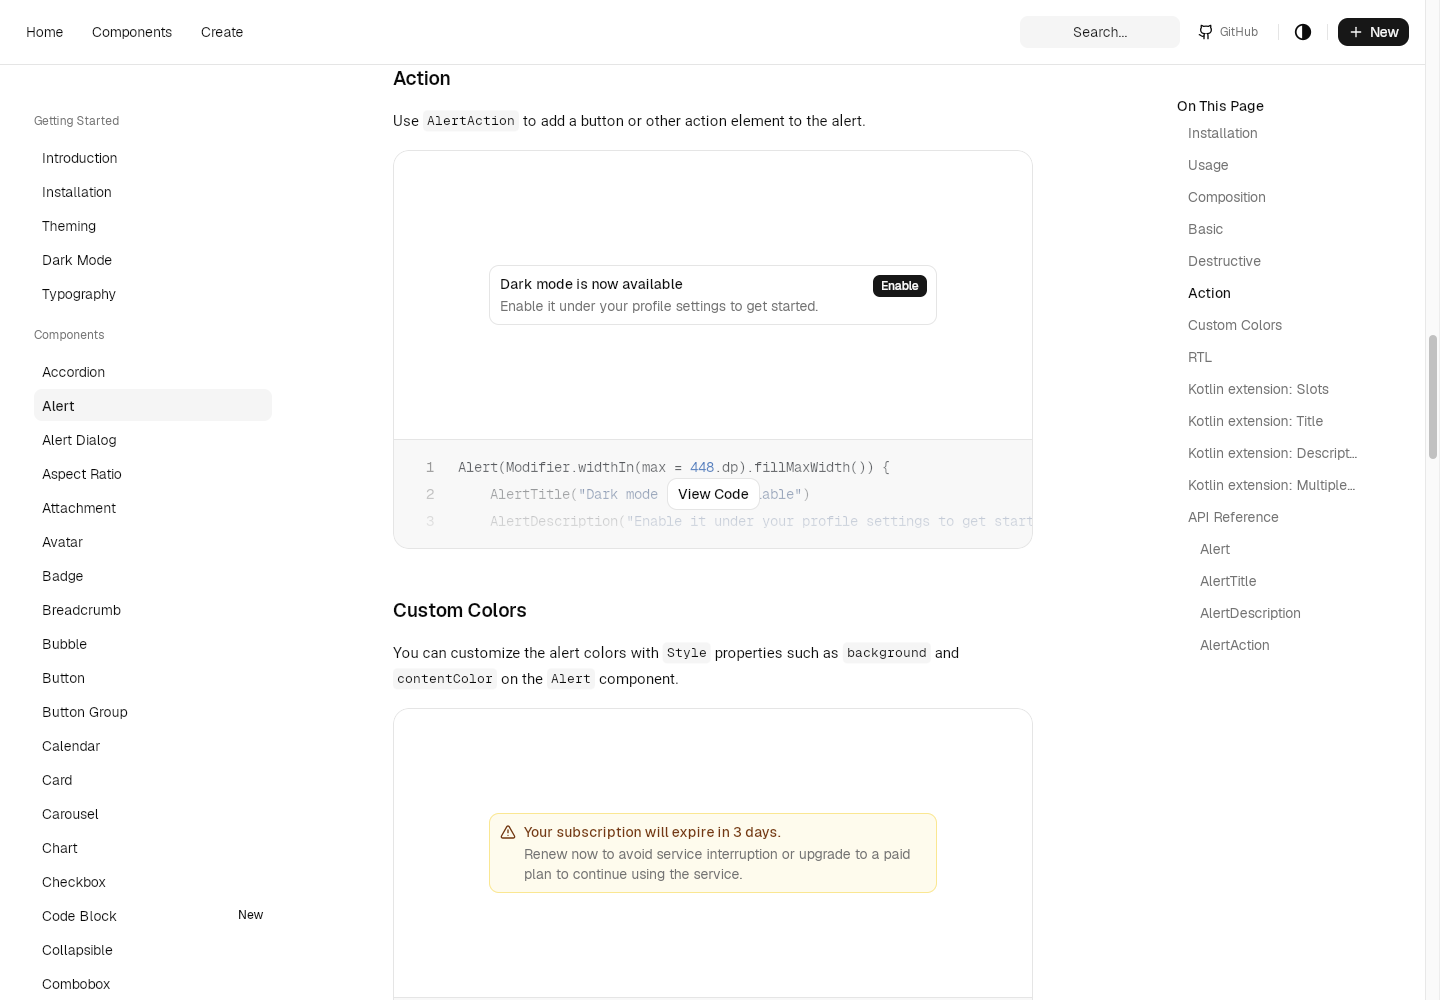 Home
Components
Create
Search...
GitHub
New
Getting Started
Introduction
Installation
Theming
Dark Mode
Typography
Components
Accordion
Alert
Alert Dialog
Aspect Ratio
Attachment
Avatar
Badge
Breadcrumb
Bubble
Button
Button Group
Calendar
Card
Carousel
Chart
Checkbox
Code Block New
Collapsible
Combobox
Action
Use AlertAction to add a button or other action element to the alert.
Dark mode is now available
Enable it under your profile settings to get started.
Enable
1 Alert(Modifier.widthIn(max = 448.dp).fillMaxWidth()) {
2 AlertTitle("Dark mode lable")
View Code
3 AlertDescription("Enable it under your profile settings to get start
Custom Colors
You can customize the alert colors with Style properties such as background and
contentColor on the Alert component.
Your subscription will expire in 3 days.
Renew now to avoid service interruption or upgrade to a paid
plan to continue using the service.
On This Page
Installation
Usage
Composition
Basic
Destructive
Action
Custom Colors
RTL
Kotlin extension: Slots
Kotlin extension: Title
Kotlin extension: Descript...
Kotlin extension: Multiple...
API Reference
Alert
AlertTitle
AlertDescription
AlertAction